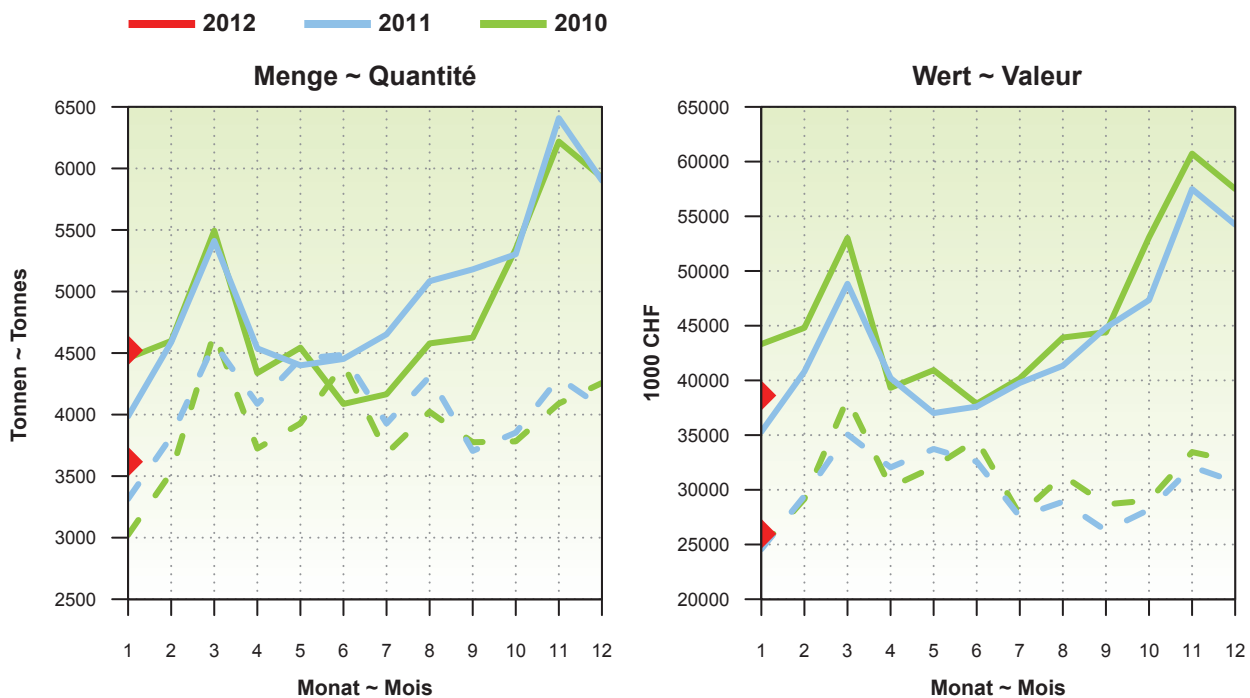 2012 2011 2010
Menge ~ Quantité
Tonnen ~ Tonnes
6500
6000
5500
5000
4500
4000
3500
3000
2500
1 2 3 4 5 6 7 8 9 10 11 12
Monat ~ Mois
Wert ~ Valeur
1000 CHF
65000
60000
55000
50000
45000
40000
35000
30000
25000
20000
1 2 3 4 5 6 7 8 9 10 11 12
Monat ~ Mois